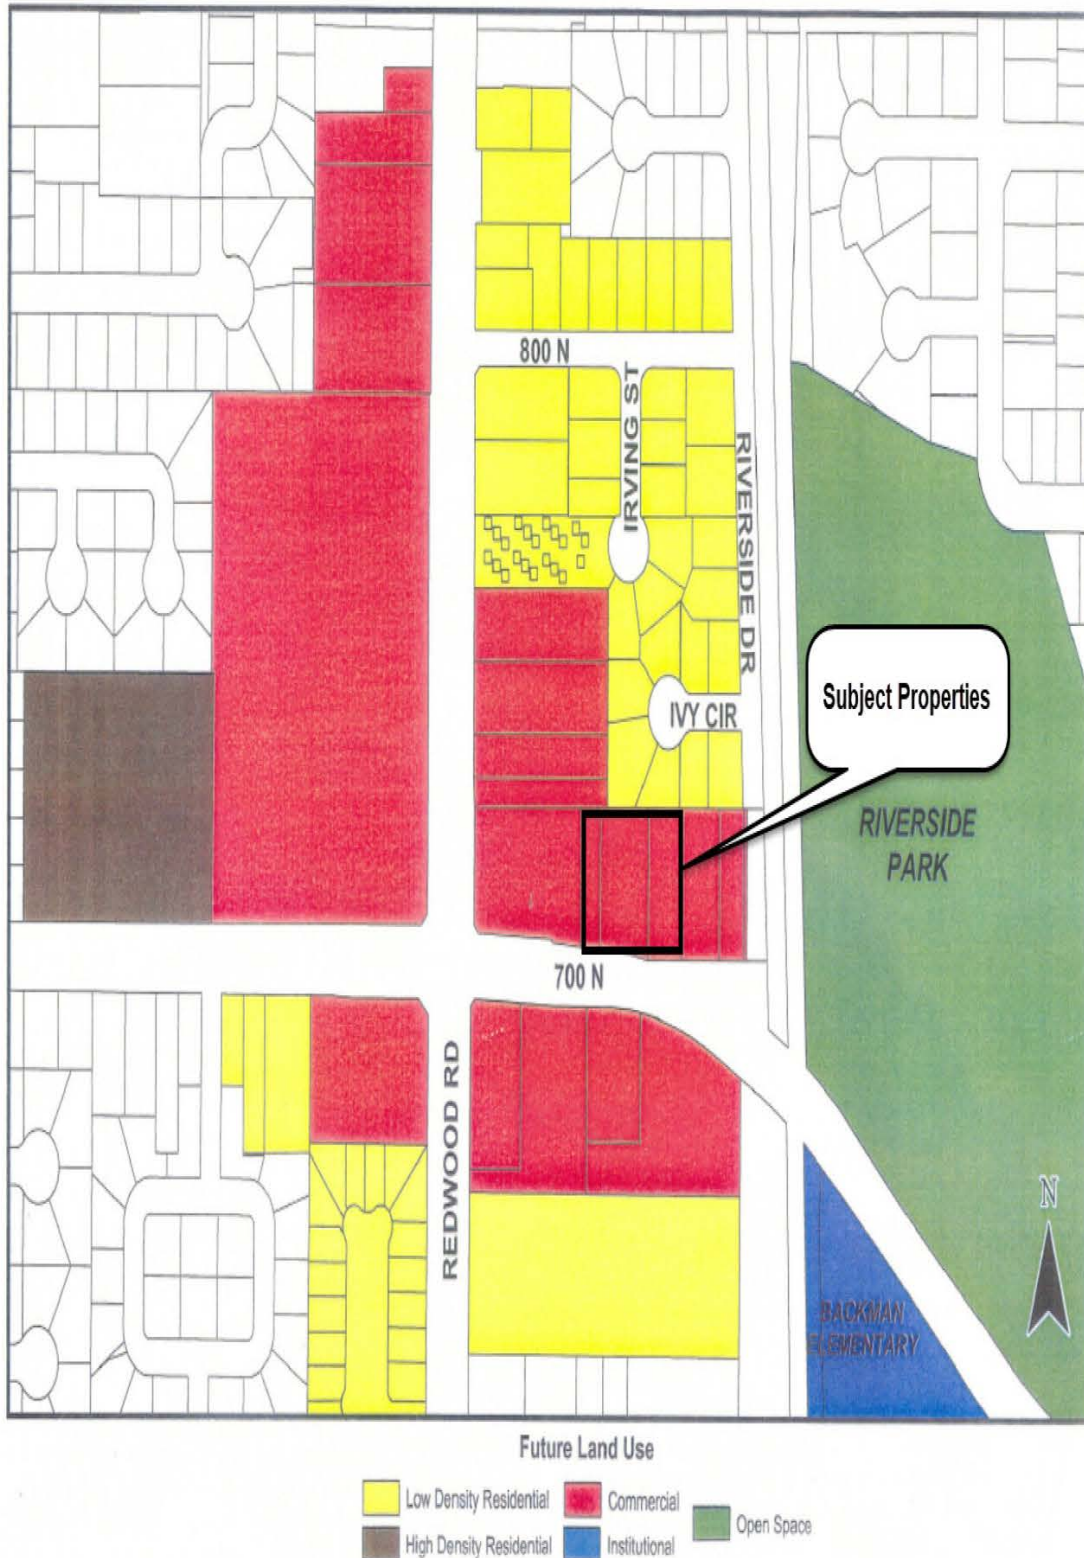 800 N
IRVING ST
RIVERSIDE DR
Subject Properties
IVY CIR
RIVERSIDE
PARK
700 N
REDWOOD RD
N
BACKMAN
ELEMENTARY
Future Land Use
Low Density Residential
Commercial
Open Space
High Density Residential
Institutional